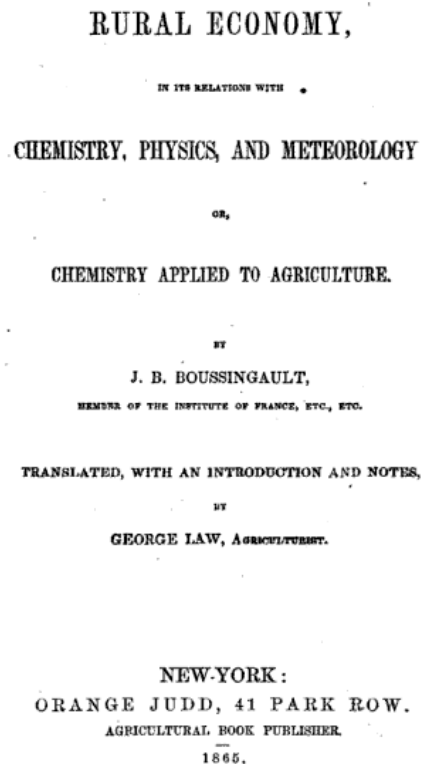 RURAL ECONOMY,
IN ITS RELATIONS WITH
CHEMISTRY, PHYSICS, AND METEOROLOGY
OR,
CHEMISTRY APPLIED TO AGRICULTURE.
BY
J. B. BOUSSINGAULT,
MEMBER OF THE INSTITUTE OF FRANCE, ETC., ETC.
TRANSLATED, WITH AN INTRODUCTION AND NOTES,
BY
GEORGE LAW, AGRICULTURIST.
NEW-YORK:
ORANGE JUDD, 41 PARK ROW.
AGRICULTURAL BOOK PUBLISHER.
1865.